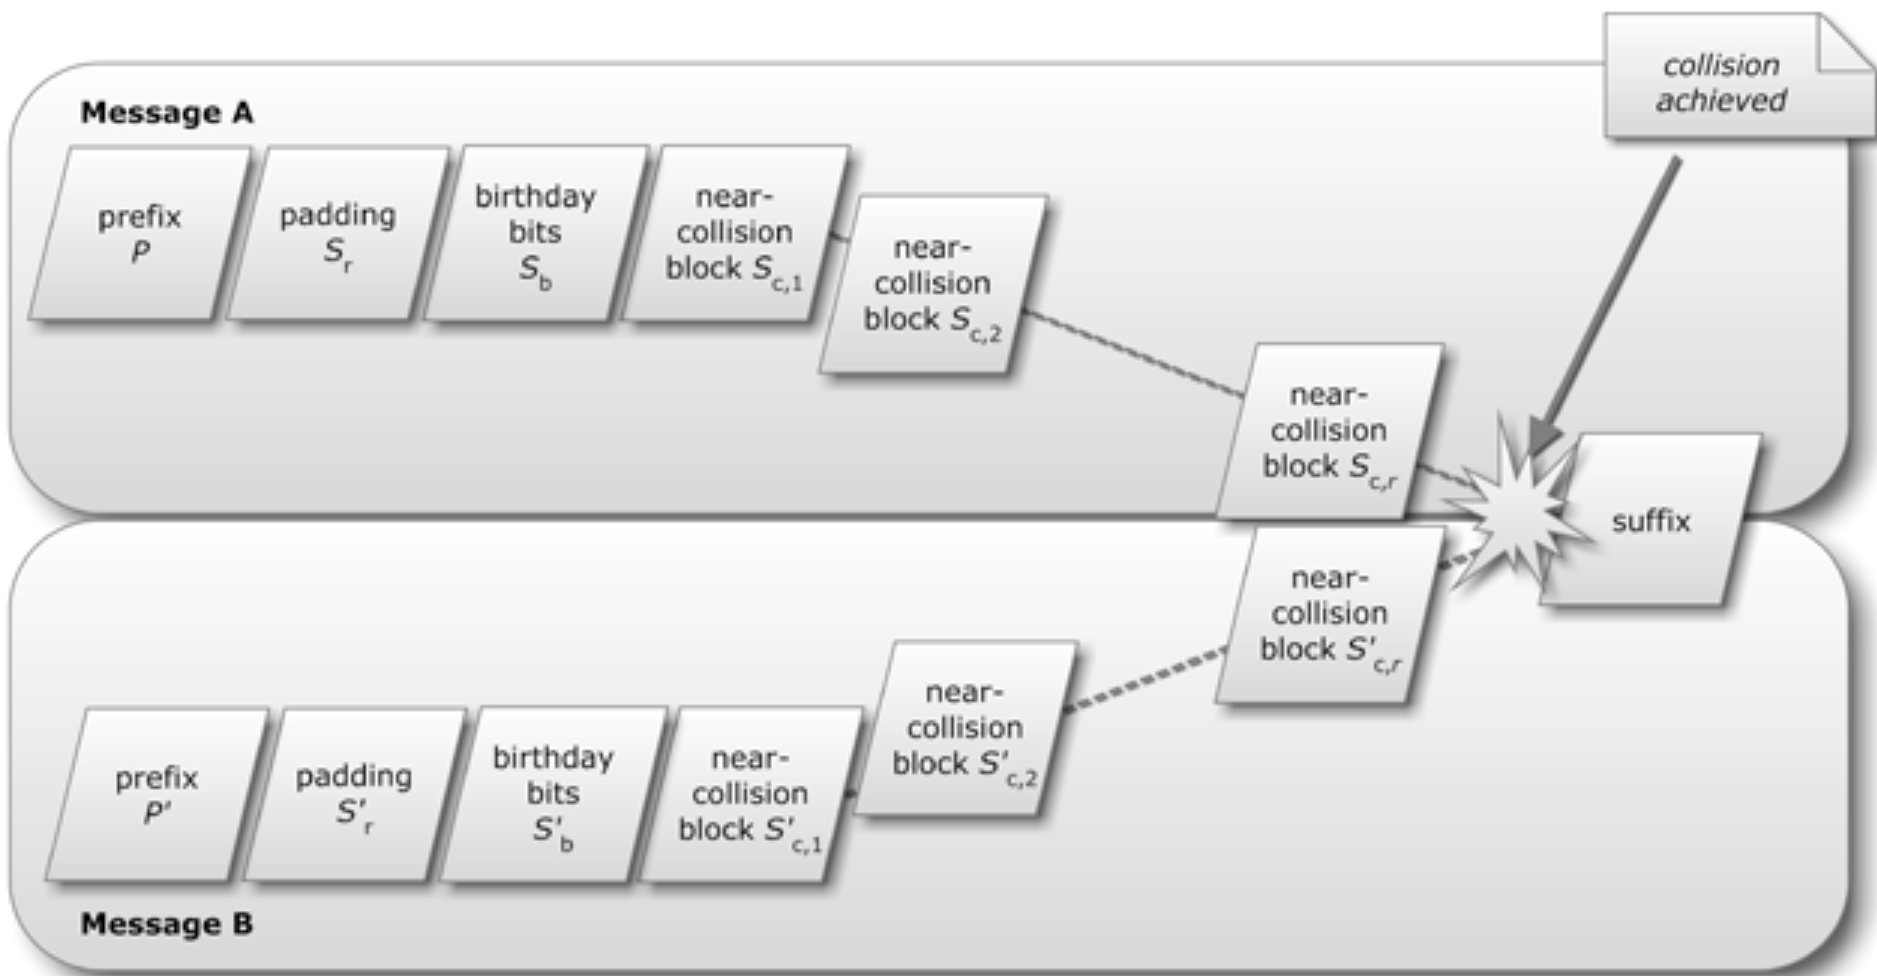 collision
achieved
Message A
prefix
P
padding
Sr
birthday
bits
Sb
near-
collision
block Sc,1
near-
collision
block Sc,2
near-
collision
block Sc,r
suffix
near-
collision
block S'c,r
near-
collision
block S'c,2
prefix
P'
padding
S'r
birthday
bits
S'b
near-
collision
block S'c,1
Message B